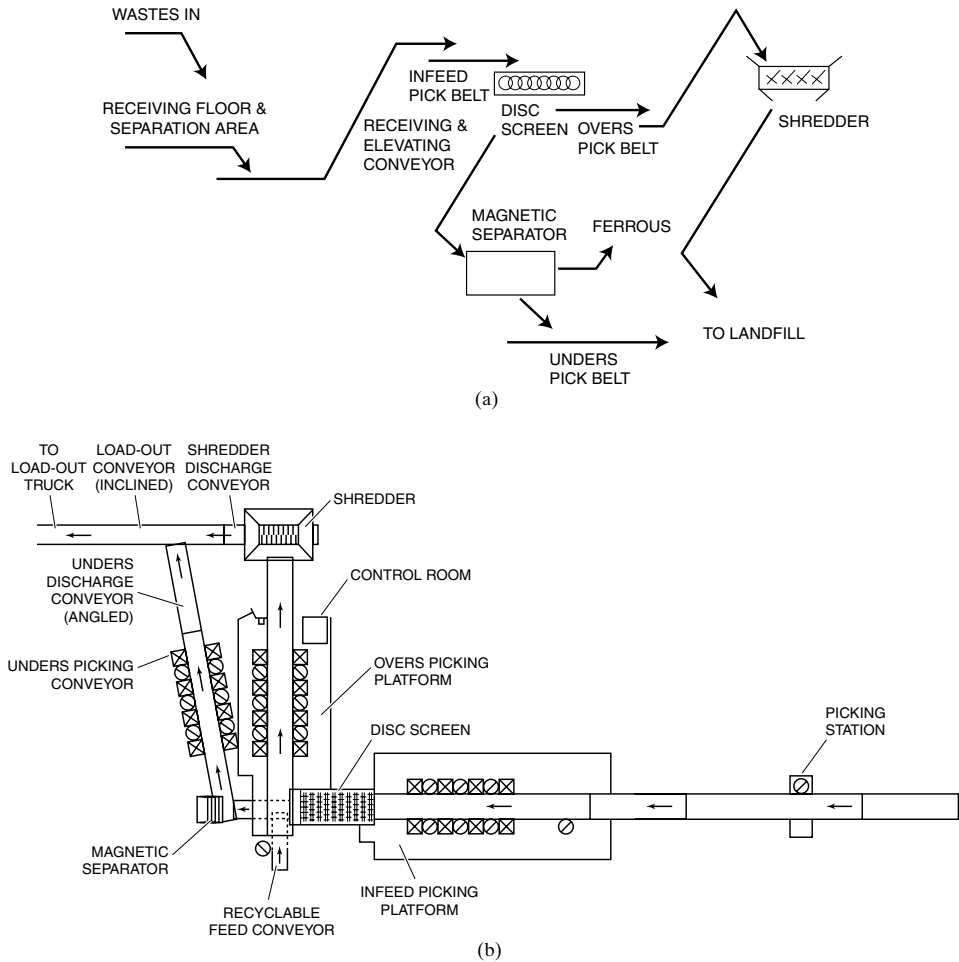 WASTES IN
RECEIVING FLOOR &
SEPARATION AREA
RECEIVING &
ELEVATING
CONVEYOR
INFEED
PICK BELT
DISC
SCREEN
OVERS
PICK BELT
SHREDDER
MAGNETIC
SEPARATOR
FERROUS
TO LANDFILL
UNDERS
PICK BELT
(a)
TO
LOAD-OUT
TRUCK
LOAD-OUT
CONVEYOR
(INCLINED)
SHREDDER
DISCHARGE
CONVEYOR
SHREDDER
UNDERS
DISCHARGE
CONVEYOR
(ANGLED)
CONTROL ROOM
UNDERS PICKING
CONVEYOR
OVERS PICKING
PLATFORM
DISC SCREEN
PICKING
STATION
MAGNETIC
SEPARATOR
RECYCLABLE
FEED CONVEYOR
INFEED PICKING
PLATFORM
(b)